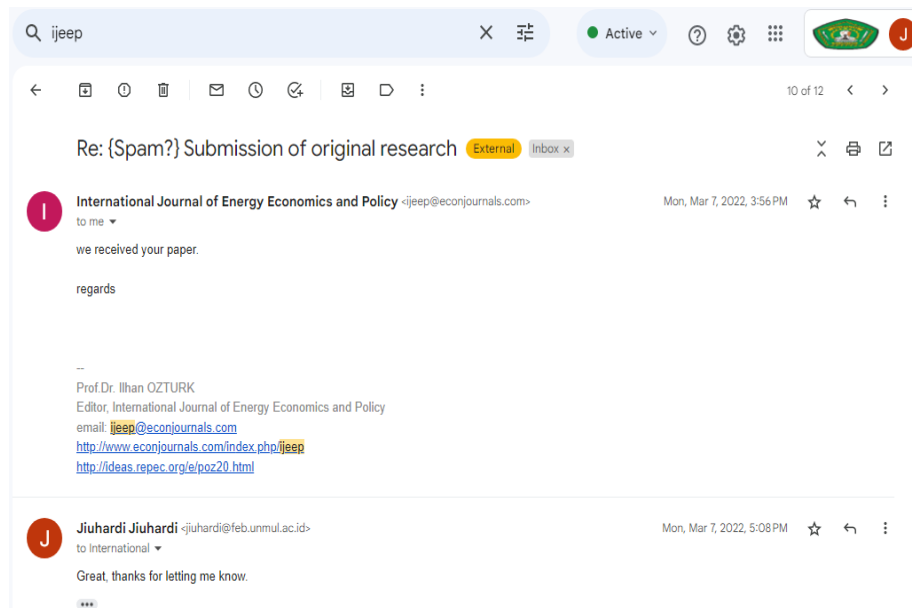 ijeep
Active
J
10 of 12
Re: {Spam?} Submission of original research External Inbox ×
I
International Journal of Energy Economics and Policy <ijeep@econjournals.com> Mon, Mar 7, 2022, 3:56 PM
to me
we received your paper.
regards
--
Prof.Dr. Ilhan OZTURK
Editor, International Journal of Energy Economics and Policy
email: ijeep@econjournals.com
http://www.econjournals.com/index.php/ijeep
http://ideas.repec.org/e/poz20.html
J
Jiuhardi Jiuhardi <jiuhardi@feb.unmul.ac.id> Mon, Mar 7, 2022, 5:08 PM
to International
Great, thanks for letting me know.